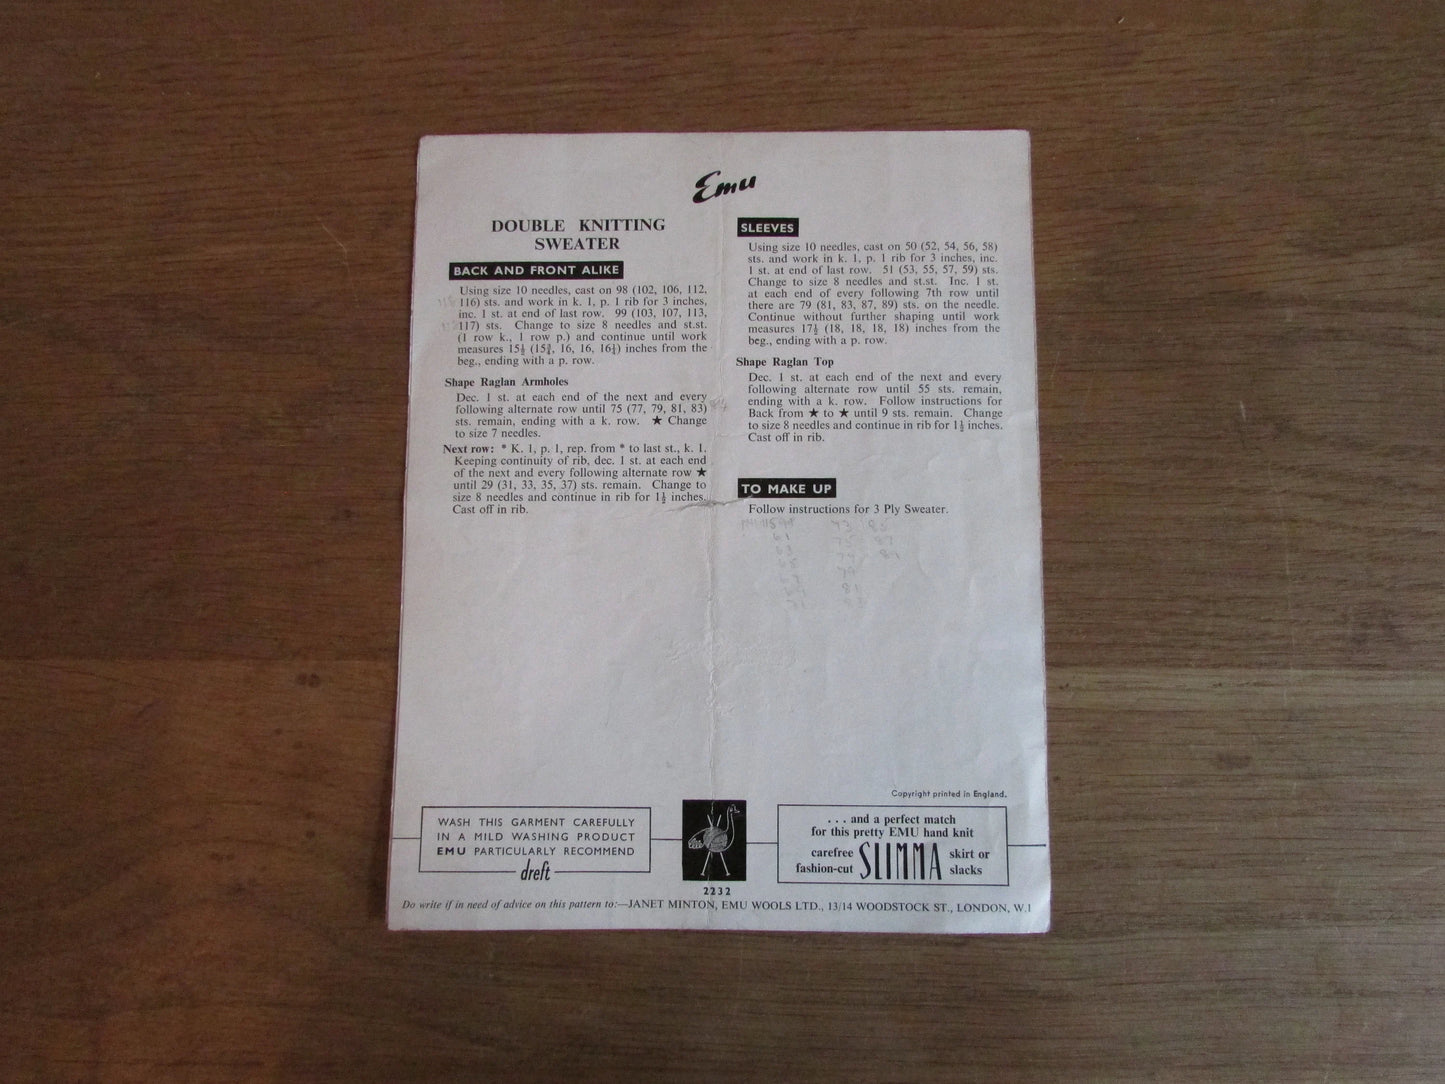 Emu
DOUBLE KNITTING
SWEATER
BACK AND FRONT ALIKE
Using size 10 needles, cast on 98 (102, 106, 112,
116) sts. and work in k. 1, p. 1 rib for 3 inches,
inc. 1 st. at end of last row. 99 (103, 107, 113,
117) sts. Change to size 8 needles and st.st.
(1 row k., 1 row p.) and continue until work
measures 15½ (15¾, 16, 16, 16¼) inches from the
beg., ending with a p. row.
Shape Raglan Armholes
Dec. 1 st. at each end of the next and every
following alternate row until 75 (77, 79, 81, 83)
sts. remain, ending with a k. row. ★ Change
to size 7 needles.
Next row: * K. 1, p. 1, rep. from * to last st., k. 1.
Keeping continuity of rib, dec. 1 st. at each end
of the next and every following alternate row ★
until 29 (31, 33, 35, 37) sts. remain. Change to
size 8 needles and continue in rib for 1½ inches.
Cast off in rib.
SLEEVES
Using size 10 needles, cast on 50 (52, 54, 56, 58)
sts. and work in k. 1, p. 1 rib for 3 inches, inc.
1 st. at end of last row. 51 (53, 55, 57, 59) sts.
Change to size 8 needles and st.st. Inc. 1 st.
at each end of every following 7th row until
there are 79 (81, 83, 87, 89) sts. on the needle.
Continue without further shaping until work
measures 17½ (18, 18, 18, 18) inches from the
beg., ending with a p. row.
Shape Raglan Top
Dec. 1 st. at each end of the next and every
following alternate row until 55 sts. remain,
ending with a k. row. Follow instructions for
Back from ★ to ★ until 9 sts. remain. Change
to size 8 needles and continue in rib for 1½ inches.
Cast off in rib.
TO MAKE UP
Follow instructions for 3 Ply Sweater.
Copyright printed in England.
WASH THIS GARMENT CAREFULLY
IN A MILD WASHING PRODUCT
EMU PARTICULARLY RECOMMEND
dreft
2232
. . . and a perfect match
for this pretty EMU hand knit
carefree fashion-cut SLIMMA skirt or slacks
Do write if in need of advice on this pattern to:—JANET MINTON, EMU WOOLS LTD., 13/14 WOODSTOCK ST., LONDON, W.1